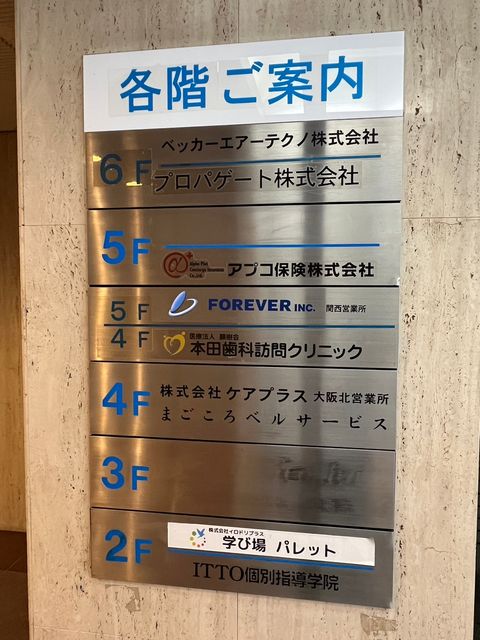 各階ご案内
6F
ベッカーエアーテクノ株式会社
プロパゲート株式会社
5F
Alpha Plot
Concierge Insurance
Co.,Ltd.
アプコ保険株式会社
5F
FOREVER INC. 関西営業所
4F
本田歯科訪問クリニック
4F
株式会社 ケアプラス 大阪北営業所
まごころベルサービス
3F
2F
株式会社イロドリプラス
学び場 パレット
ITTO個別指導学院